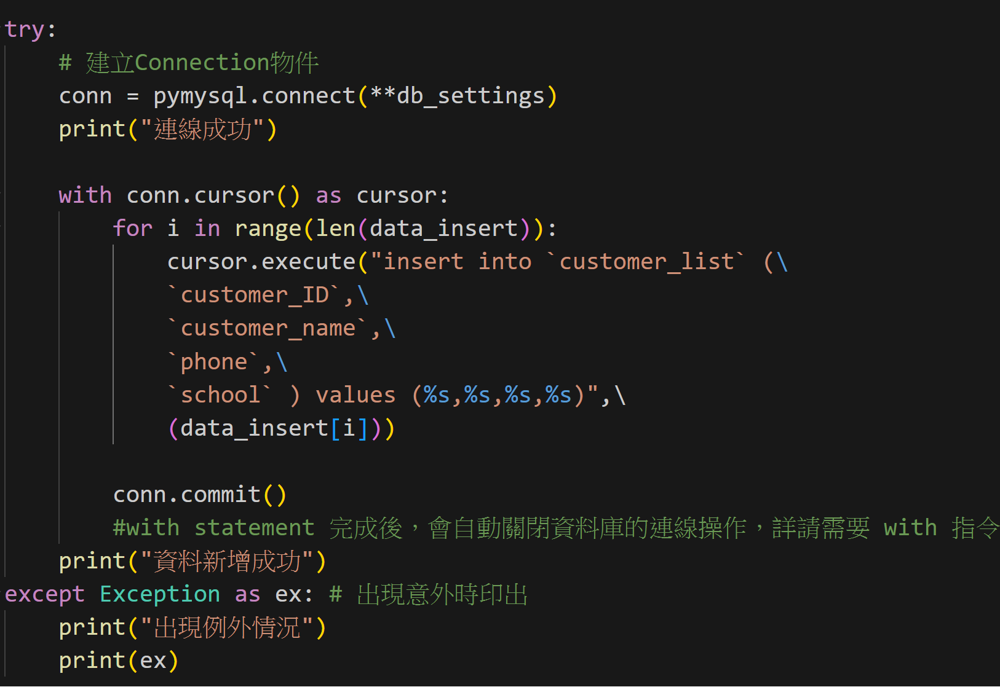 try:
    # 建立Connection物件
    conn = pymysql.connect(**db_settings)
    print("連線成功")
    with conn.cursor() as cursor:
        for i in range(len(data_insert)):
            cursor.execute("insert into `customer_list` (\
            `customer_ID`,\
            `customer_name`,\
            `phone`,\
            `school` ) values (%s,%s,%s,%s)",\
            (data_insert[i]))
        conn.commit()
        #with statement 完成後，會自動關閉資料庫的連線操作，詳請需要 with 指令
    print("資料新增成功")
except Exception as ex: # 出現意外時印出
    print("出現例外情況")
    print(ex)